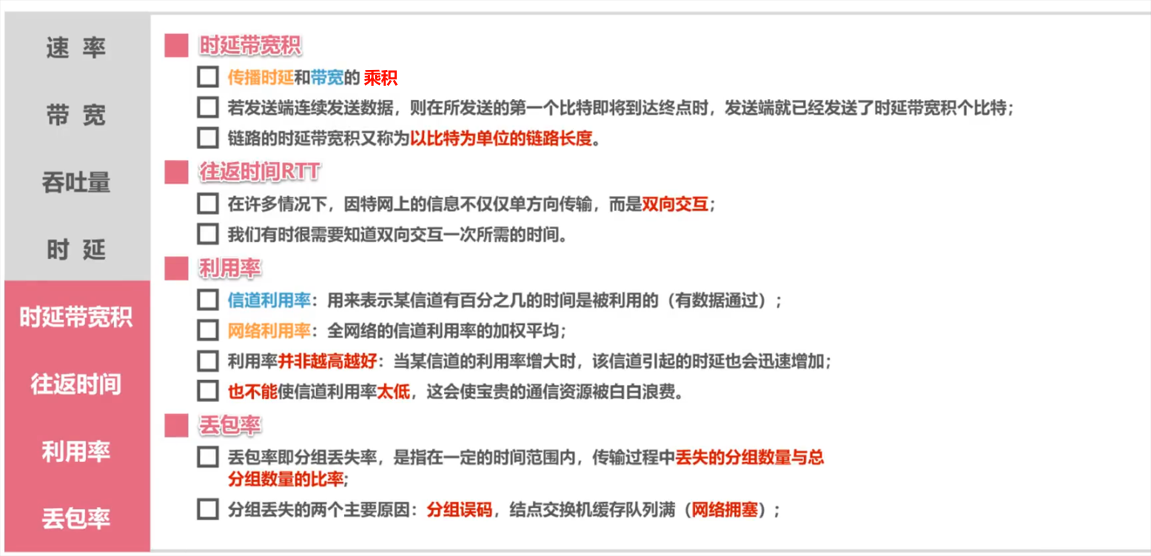 速 率
带 宽
吞吐量
时 延
时延带宽积
往返时间
利用率
丢包率
时延带宽积
传播时延和带宽的 乘积
若发送端连续发送数据，则在所发送的第一个比特即将到达终点时，发送端就已经发送了时延带宽积个比特；
链路的时延带宽积又称为以比特为单位的链路长度。
往返时间RTT
在许多情况下，因特网上的信息不仅仅单方向传输，而是双向交互；
我们有时很需要知道双向交互一次所需的时间。
利用率
信道利用率：用来表示某信道有百分之几的时间是被利用的（有数据通过）；
网络利用率：全网络的信道利用率的加权平均；
利用率并非越高越好：当某信道的利用率增大时，该信道引起的时延也会迅速增加；
也不能使信道利用率太低，这会使宝贵的通信资源被白白浪费。
丢包率
丢包率即分组丢失率，是指在一定的时间范围内，传输过程中丢失的分组数量与总
分组数量的比率；
分组丢失的两个主要原因：分组误码，结点交换机缓存队列满（网络拥塞）；